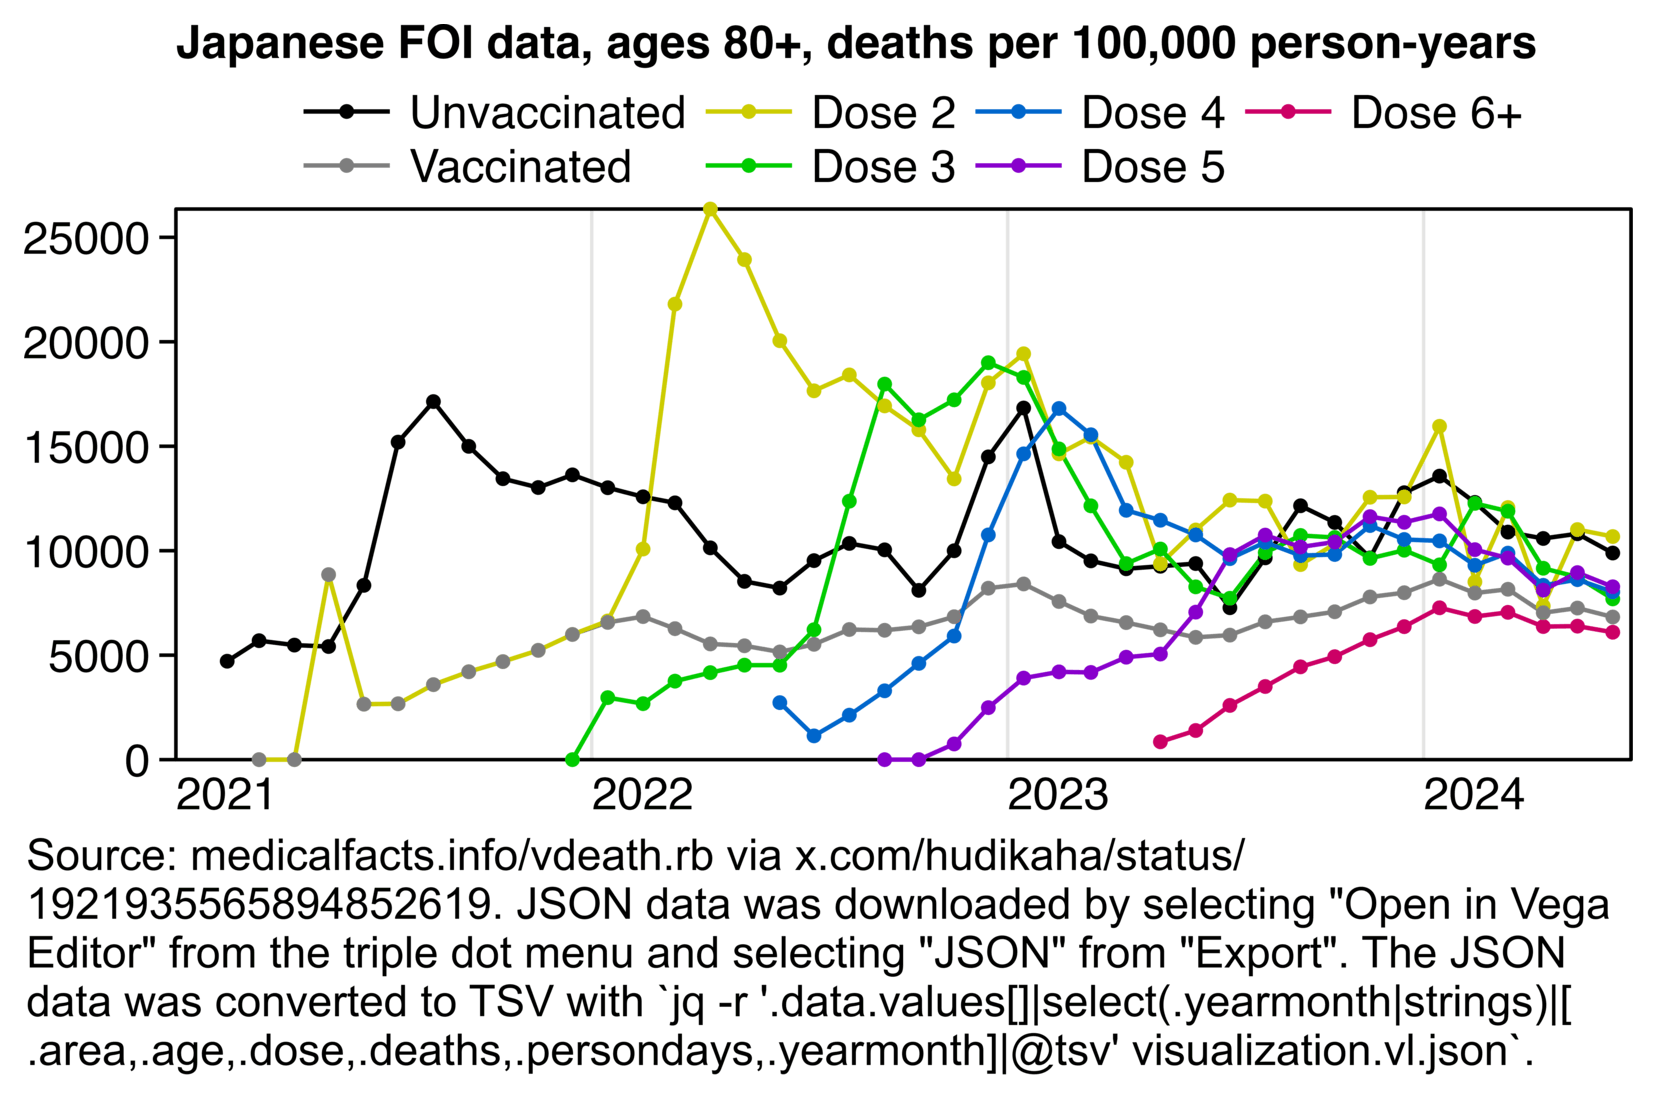 Japanese FOI data, ages 80+, deaths per 100,000 person-years
Unvaccinated Dose 2 Dose 4 Dose 6+
Vaccinated Dose 3 Dose 5
25000
20000
15000
10000
5000
0
2021 2022 2023 2024
Source: medicalfacts.info/vdeath.rb via x.com/hudikaha/status/
1921935565894852619. JSON data was downloaded by selecting "Open in Vega
Editor" from the triple dot menu and selecting "JSON" from "Export". The JSON
data was converted to TSV with `jq -r '.data.values[]|select(.yearmonth|strings)|[
.area,.age,.dose,.deaths,.persondays,.yearmonth]|@tsv' visualization.vl.json`.